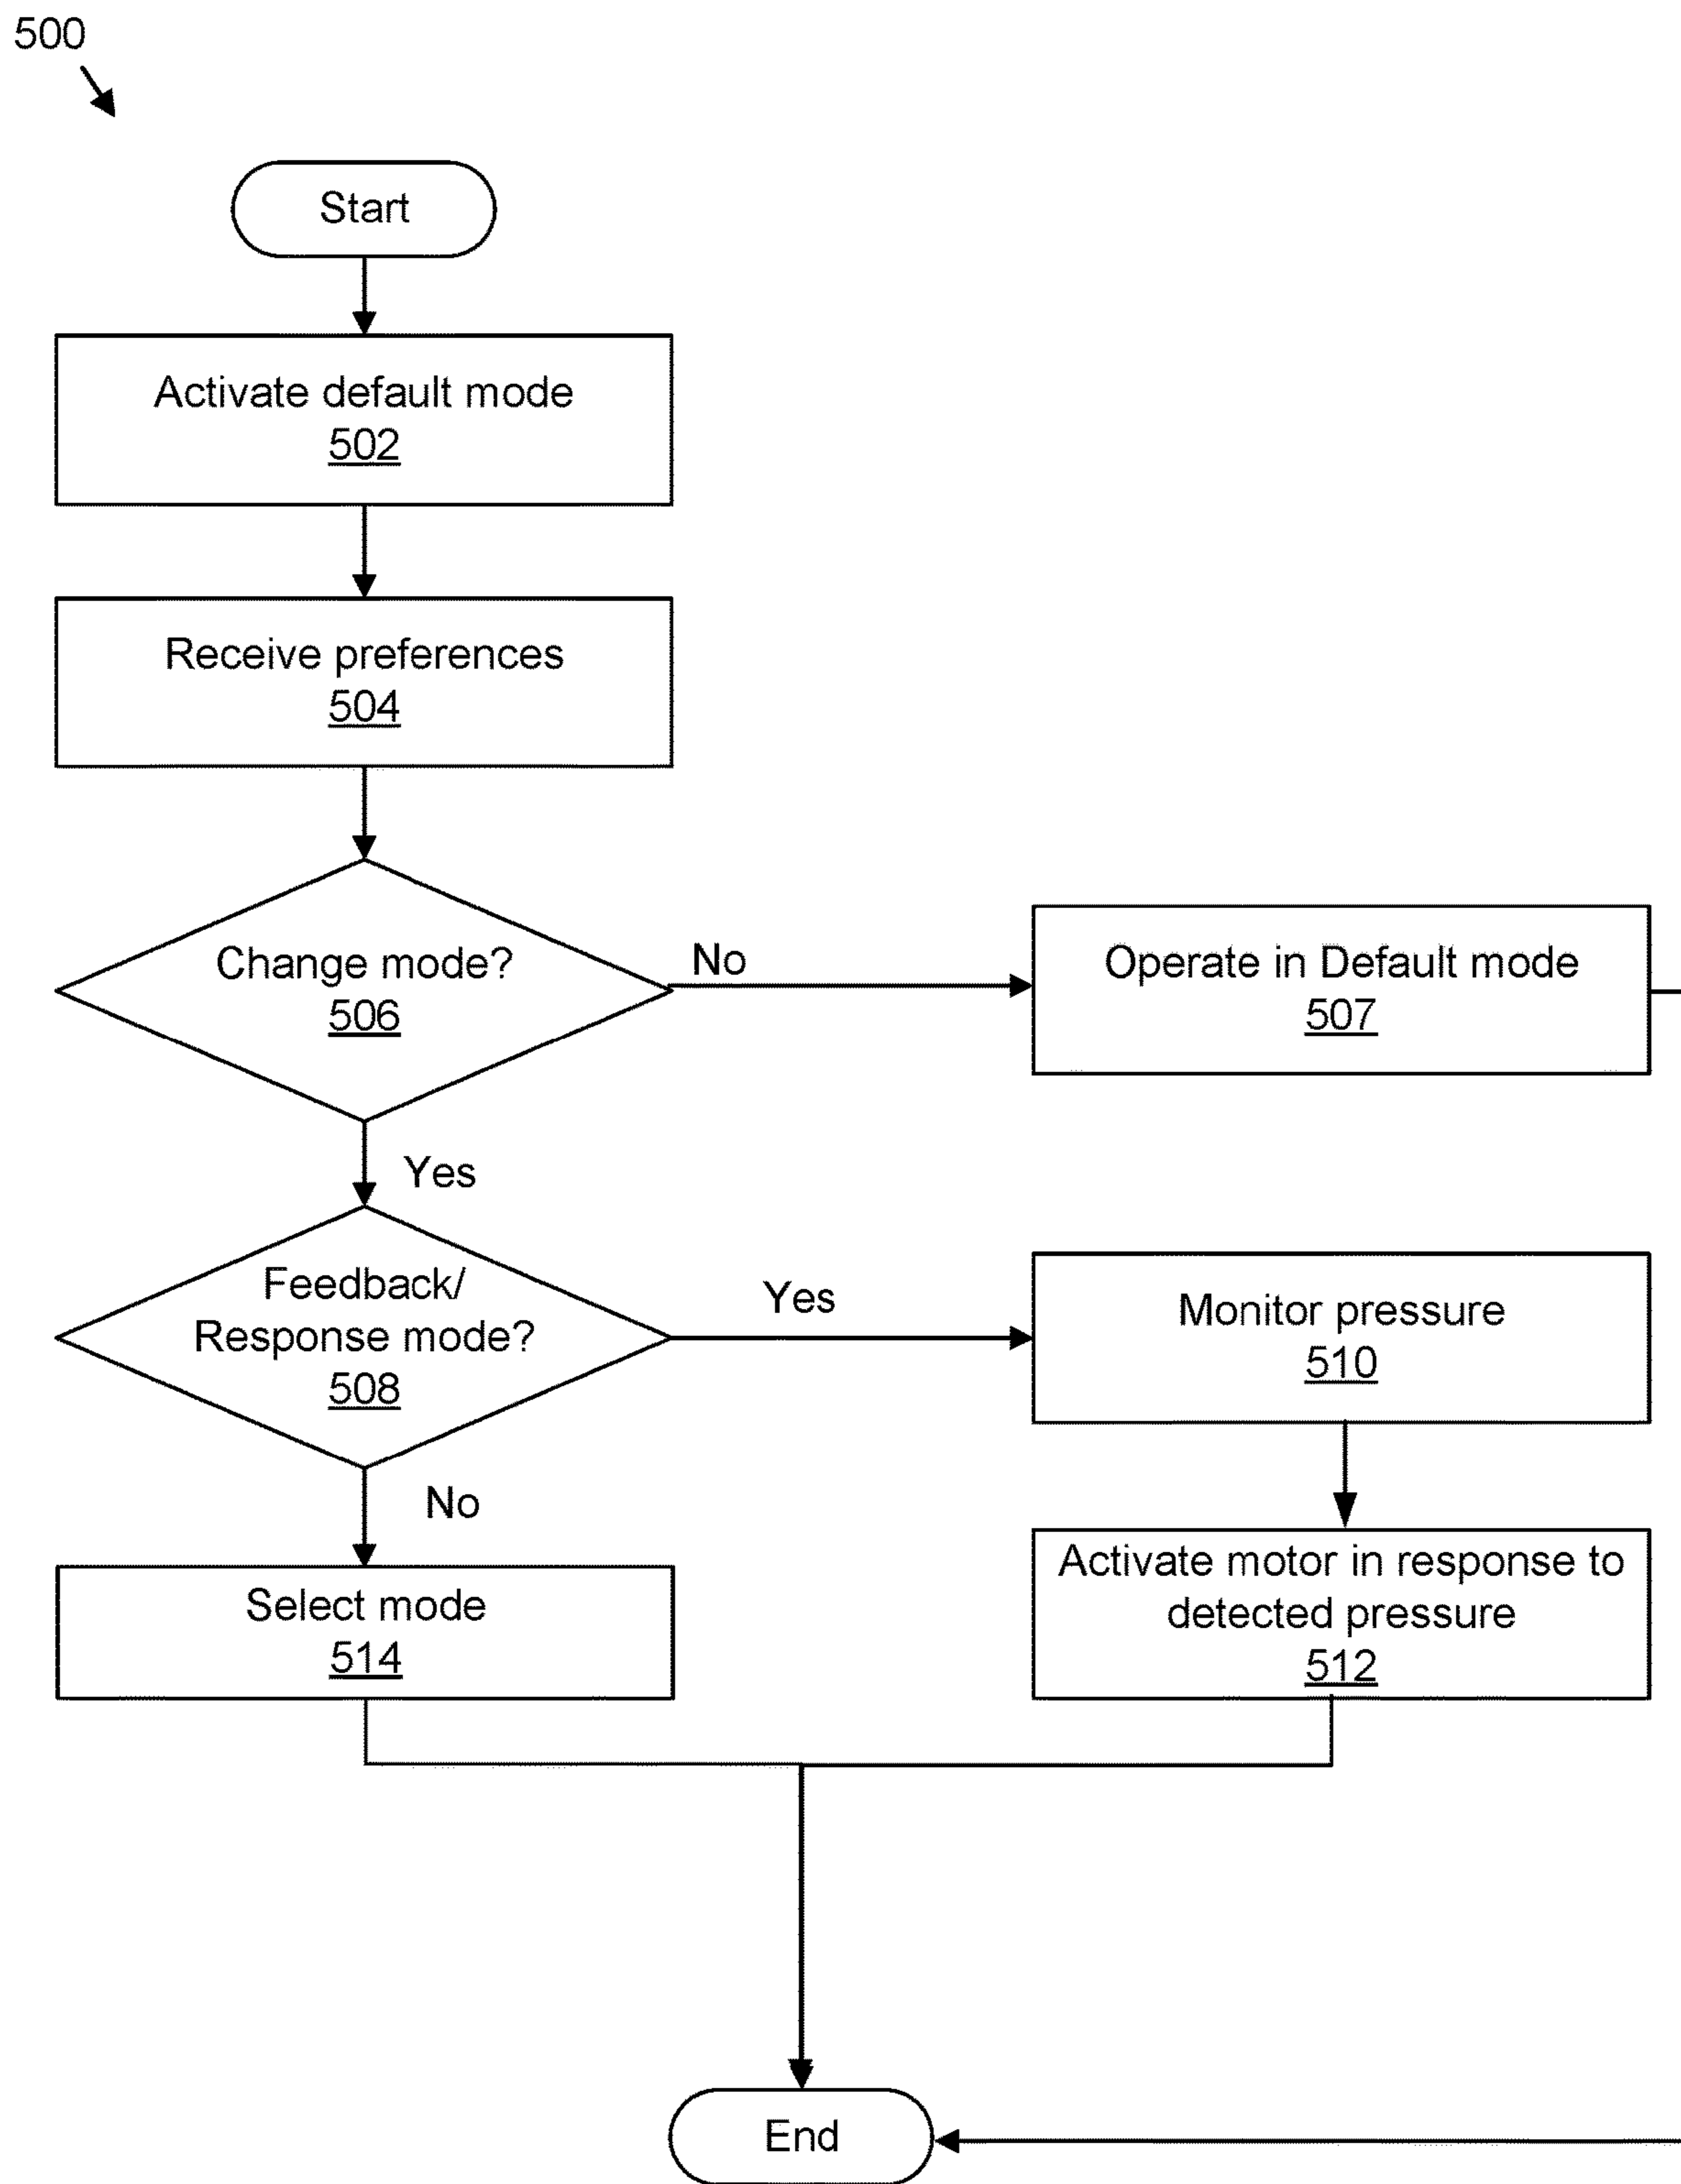 500
Start
Activate default mode
502
Receive preferences
504
Change mode?
506
No
Operate in Default mode
507
Yes
Feedback/
Response mode?
508
Yes
Monitor pressure
510
No
Select mode
514
Activate motor in response to
detected pressure
512
End